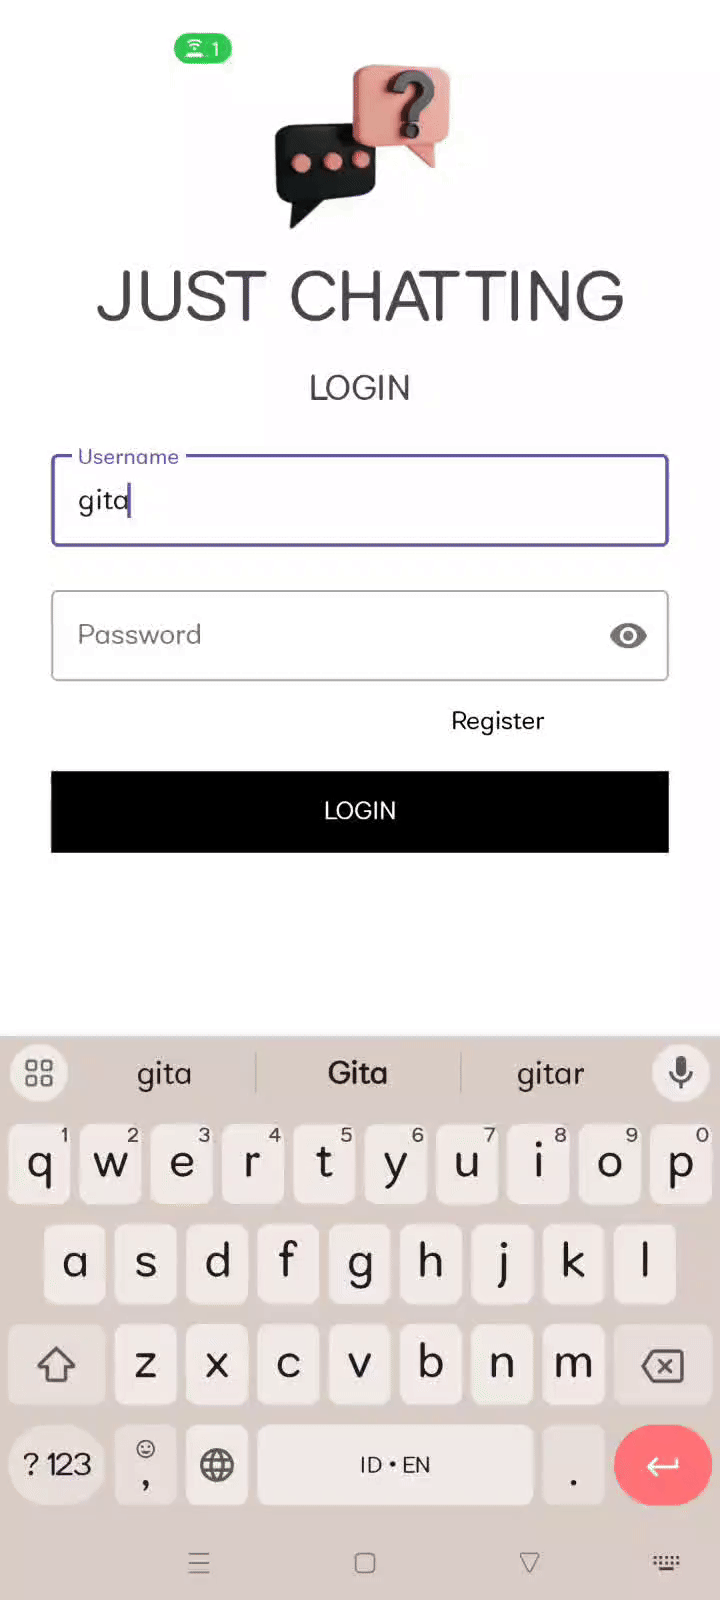 1
?
JUST CHATTING
LOGIN
Username
gita
Password
Register
LOGIN
gita Gita gitar
1 2 3 4 5 6 7 8 9 0
q w e r t y u i o p
a s d f g h j k l
z x c v b n m
?123 , ID • EN .